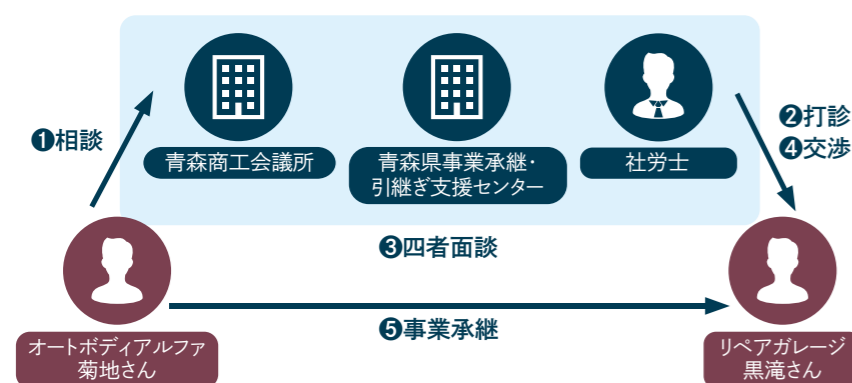 ❶相談
青森商工会議所
青森県事業承継・
引継ぎ支援センター
社労士
❷打診
❹交渉
❸四者面談
❺事業承継
オートボディアルファ
菊地さん
リペアガレージ
黒滝さん